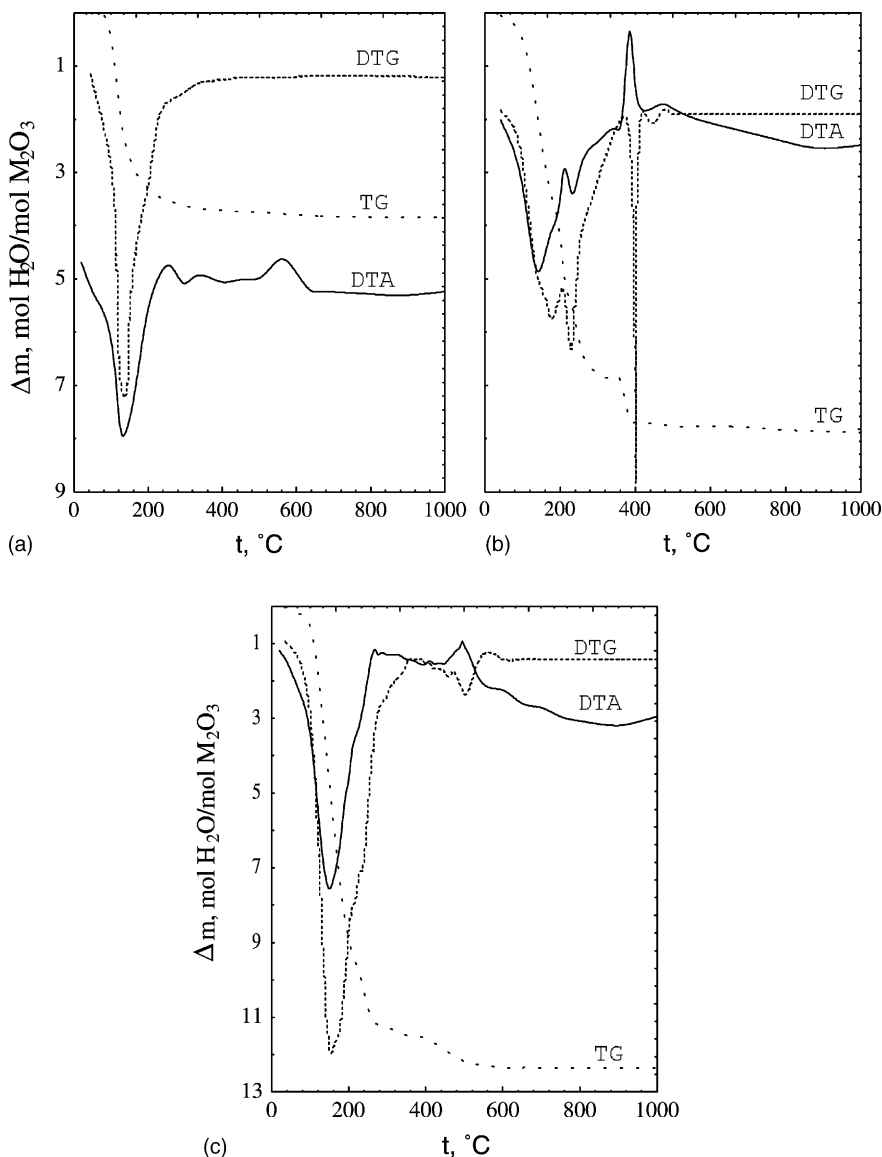 1
3
5
7
9
Δm, mol H₂O/mol M₂O₃
DTG
TG
DTA
0 200 400 600 800 1000
(a)
t, ˚C
DTG
DTA
TG
0 200 400 600 800 1000
(b)
t, ˚C
1
3
5
7
9
11
13
Δm, mol H₂O/mol M₂O₃
DTG
DTA
TG
0 200 400 600 800 1000
(c)
t, ˚C